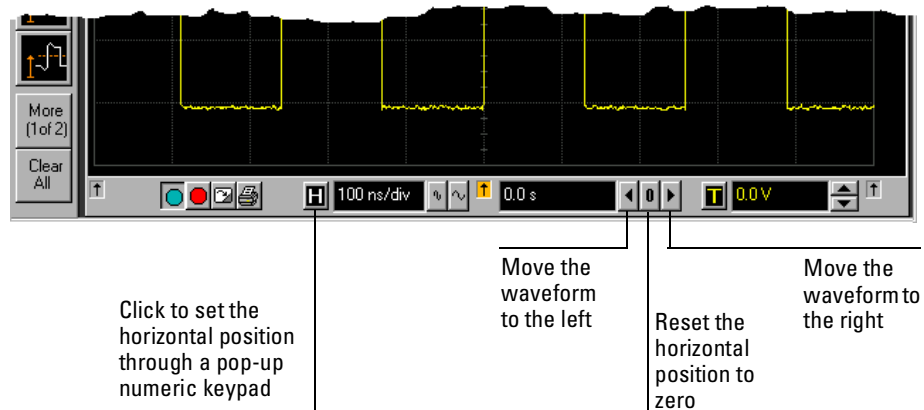 More
(1of 2)
Clear
All
H 100 ns/div 0.0 s 0 T 0.0 V
Move the
waveform
to the left
Move the
waveform to
the right
Click to set the
horizontal position
through a pop-up
numeric keypad
Reset the
horizontal
position to
zero